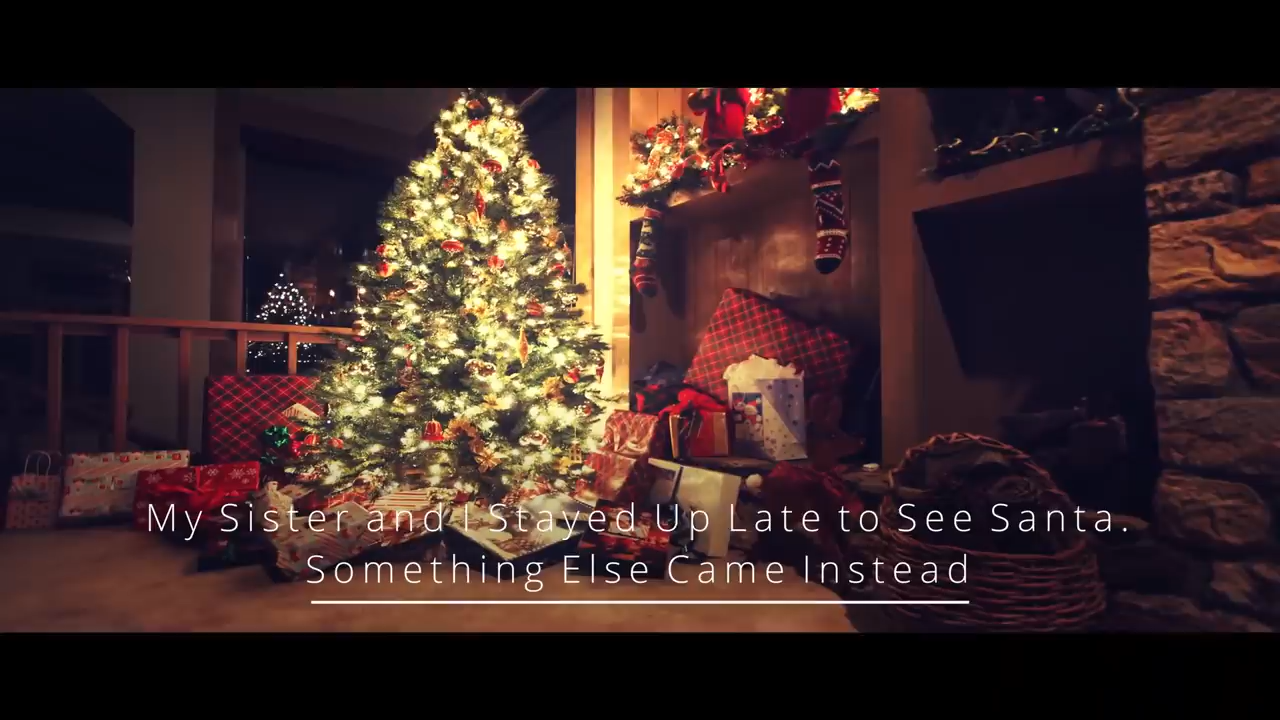 My Sister and I Stayed Up Late to See Santa.
Something Else Came Instead